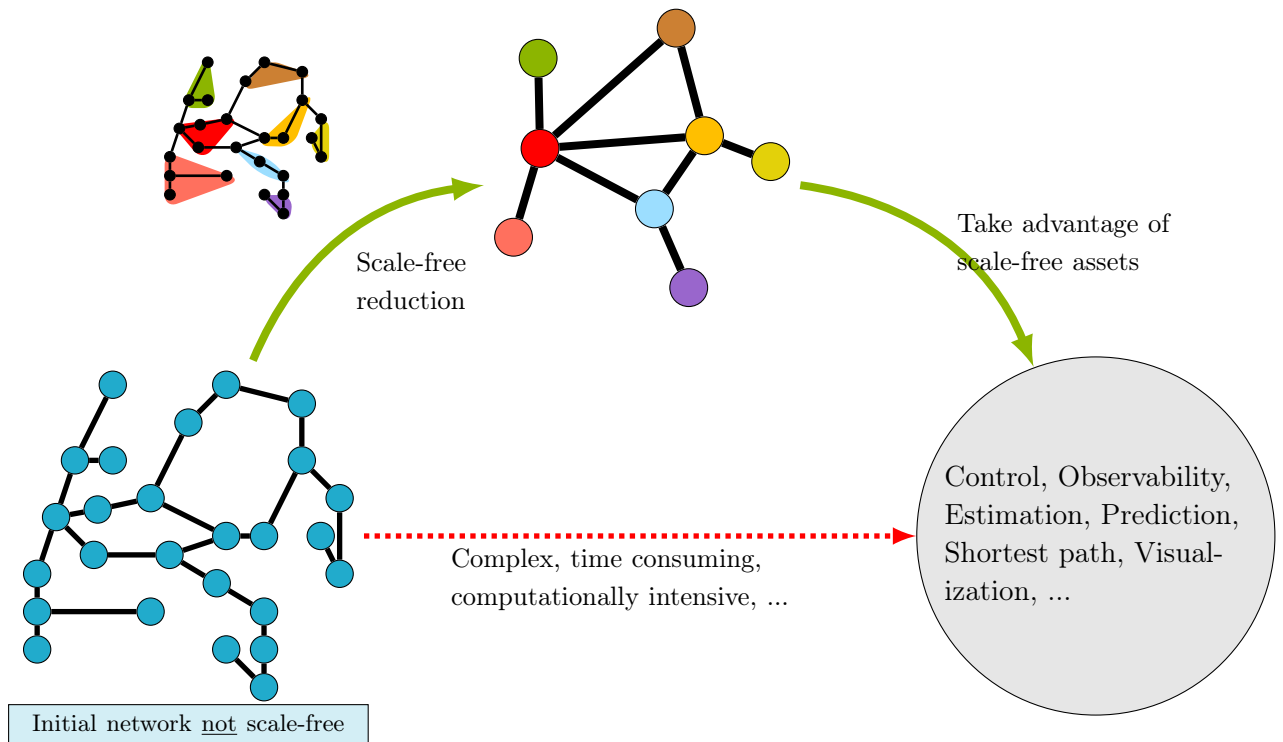 Scale-free
reduction
Take advantage of
scale-free assets
Control, Observability,
Estimation, Prediction,
Shortest path, Visual-
ization, ...
Complex, time consuming,
computationally intensive, ...
Initial network not scale-free